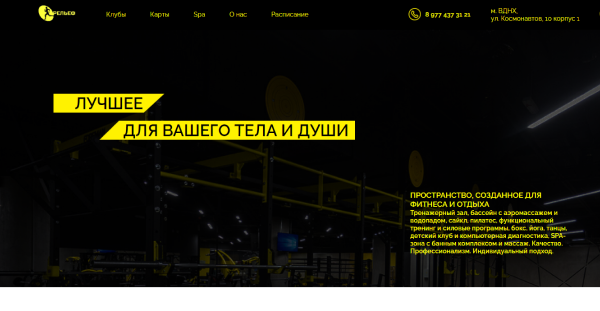 РЕЛЬЕФ
Клубы
Карты
Spa
О нас
Расписание
8 977 437 31 21
м. ВДНХ,
ул. Космонавтов, 10 корпус 1
ЛУЧШЕЕ
ДЛЯ ВАШЕГО ТЕЛА И ДУШИ
ПРОСТРАНСТВО, СОЗДАННОЕ ДЛЯ
ФИТНЕСА И ОТДЫХА
Тренажерный зал, бассейн с аэромассажем и
водопадом, сайкл, пилатес, функциональный
тренинг и силовые программы, бокс, йога, танцы,
детский клуб и компьютерная диагностика, SPA-
зона с банным комплексом и массаж. Качество.
Профессионализм. Индивидуальный подход.